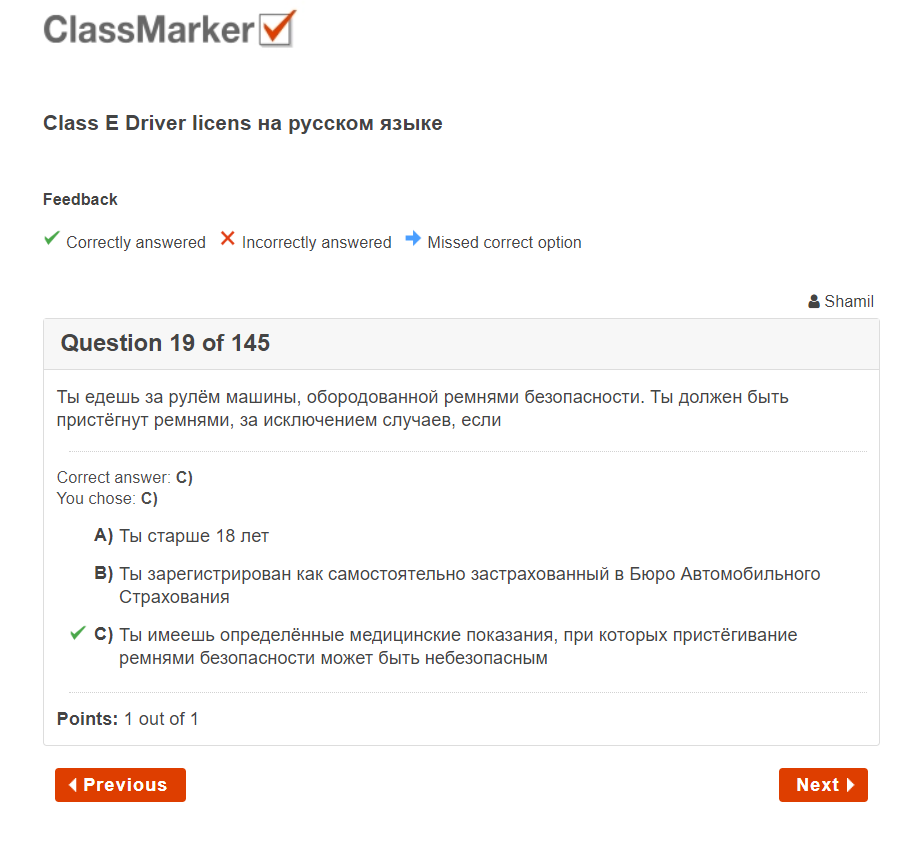 ClassMarker
Class E Driver licens на русском языке
Feedback
Correctly answered Incorrectly answered Missed correct option
Shamil
Question 19 of 145
Ты едешь за рулём машины, обородованной ремнями безопасности. Ты должен быть
пристёгнут ремнями, за исключением случаев, если
Correct answer: C)
You chose: C)
A) Ты старше 18 лет
B) Ты зарегистрирован как самостоятельно застрахованный в Бюро Автомобильного
Страхования
C) Ты имеешь определённые медицинские показания, при которых пристёгивание
ремнями безопасности может быть небезопасным
Points: 1 out of 1
Previous Next